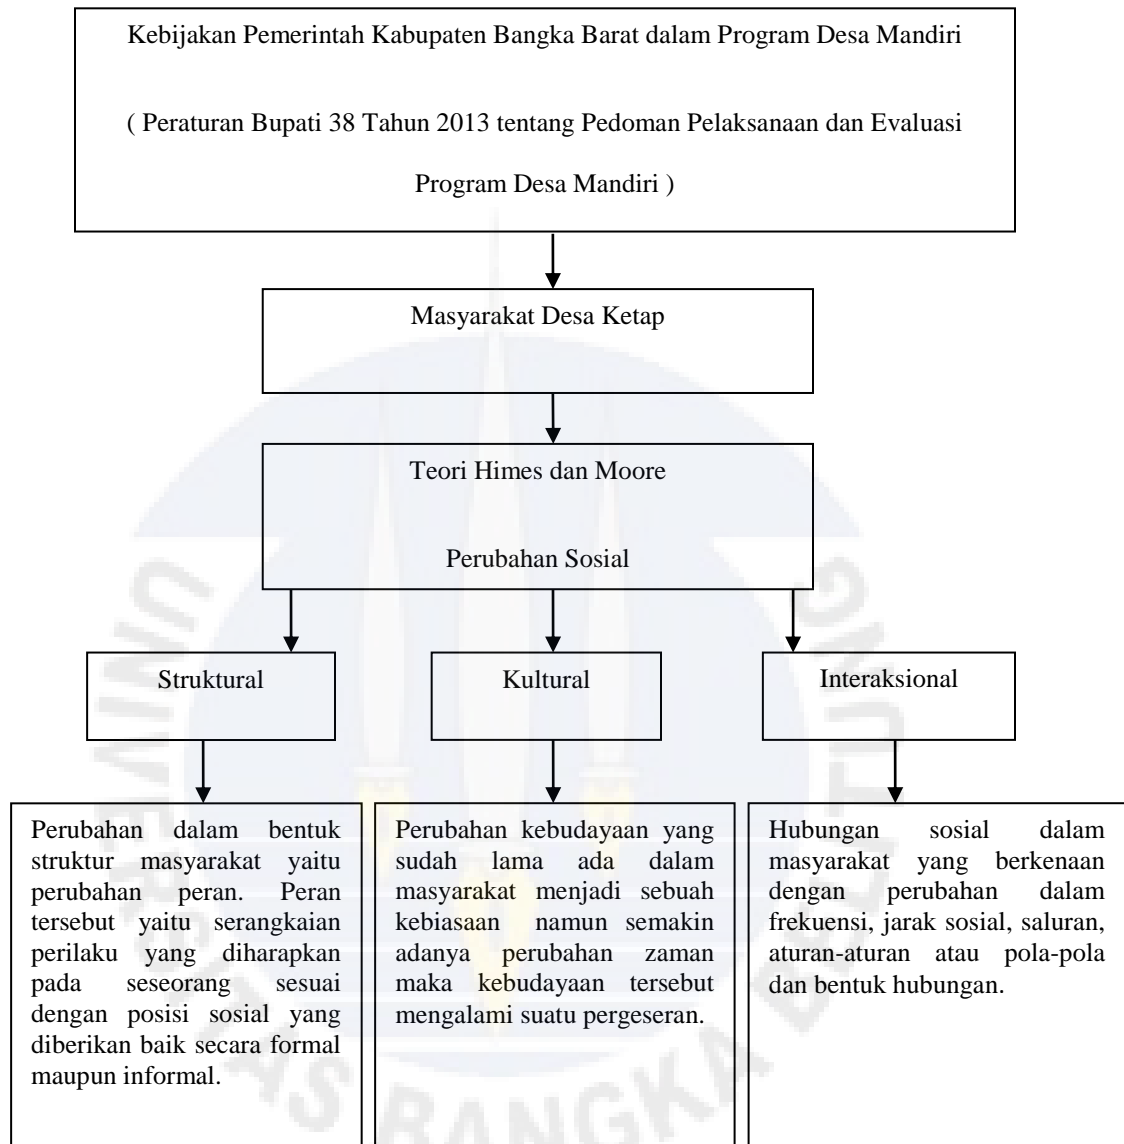 Kebijakan Pemerintah Kabupaten Bangka Barat dalam Program Desa Mandiri
( Peraturan Bupati 38 Tahun 2013 tentang Pedoman Pelaksanaan dan Evaluasi
Program Desa Mandiri )
Masyarakat Desa Ketap
Teori Himes dan Moore
Perubahan Sosial
Struktural
Kultural
Interaksional
Perubahan dalam bentuk
struktur masyarakat yaitu
perubahan peran. Peran
tersebut yaitu serangkaian
perilaku yang diharapkan
pada seseorang sesuai
dengan posisi sosial yang
diberikan baik secara formal
maupun informal.
Perubahan kebudayaan yang
sudah lama ada dalam
masyarakat menjadi sebuah
kebiasaan namun semakin
adanya perubahan zaman
maka kebudayaan tersebut
mengalami suatu pergeseran.
Hubungan sosial dalam
masyarakat yang berkenaan
dengan perubahan dalam
frekuensi, jarak sosial, saluran,
aturan-aturan atau pola-pola
dan bentuk hubungan.
UNIVERSITAS BANGKA BELITUNG